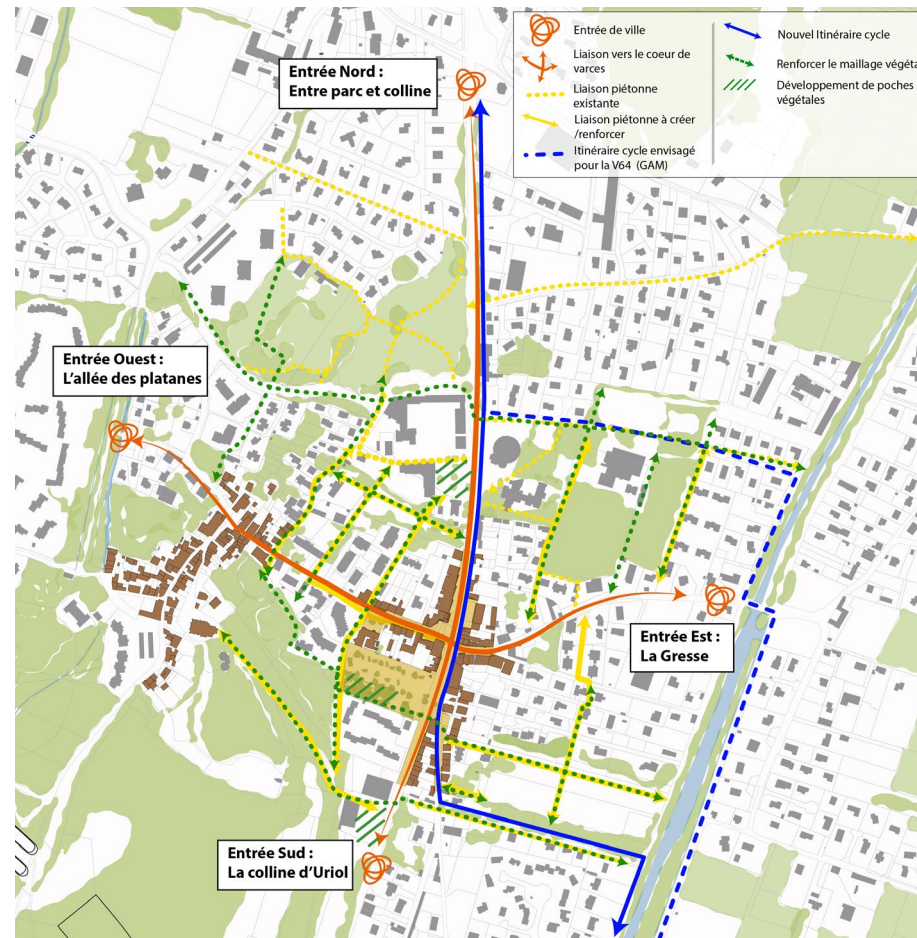 Entrée de ville
Liaison vers le coeur de
varces
Liaison piétonne
existante
Liaison piétonne à créer
/renforcer
Itinéraire cycle envisagé
pour la V64 (GAM)
Nouvel Itinéraire cycle
Renforcer le maillage végéta
Développement de poches
végétales
Entrée Nord :
Entre parc et colline
Entrée Ouest :
L'allée des platanes
Entrée Est :
La Gresse
Entrée Sud :
La colline d'Uriol